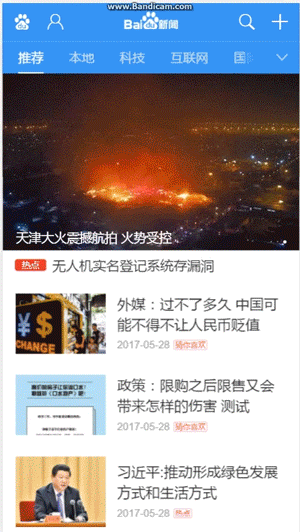 www.Bandicam.com
Bai 新闻
推荐 本地 科技 互联网 国
天津大火震撼航拍 火势受控
热点 无人机实名登记系统存漏洞
外媒：过不了多久 中国可
能不得不让人民币贬值
2017-05-28 猜你喜欢
¥ $
CHANGE
政策：限购之后限售又会
带来怎样的伤害 测试
2017-05-28 猜你喜欢
习近平:推动形成绿色发展
方式和生活方式
2017-05-28 热点